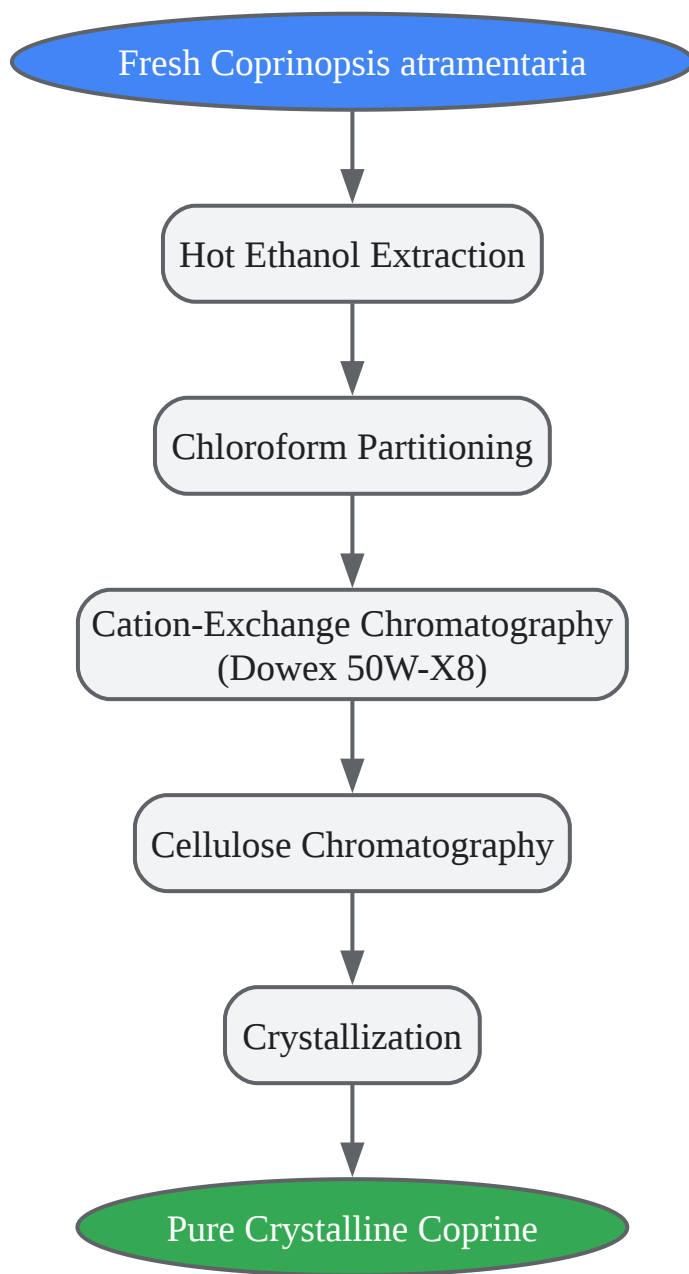 Fresh Coprinopsis atramentaria
Hot Ethanol Extraction
Chloroform Partitioning
Cation-Exchange Chromatography
(Dowex 50W-X8)
Cellulose Chromatography
Crystallization
Pure Crystalline Coprine